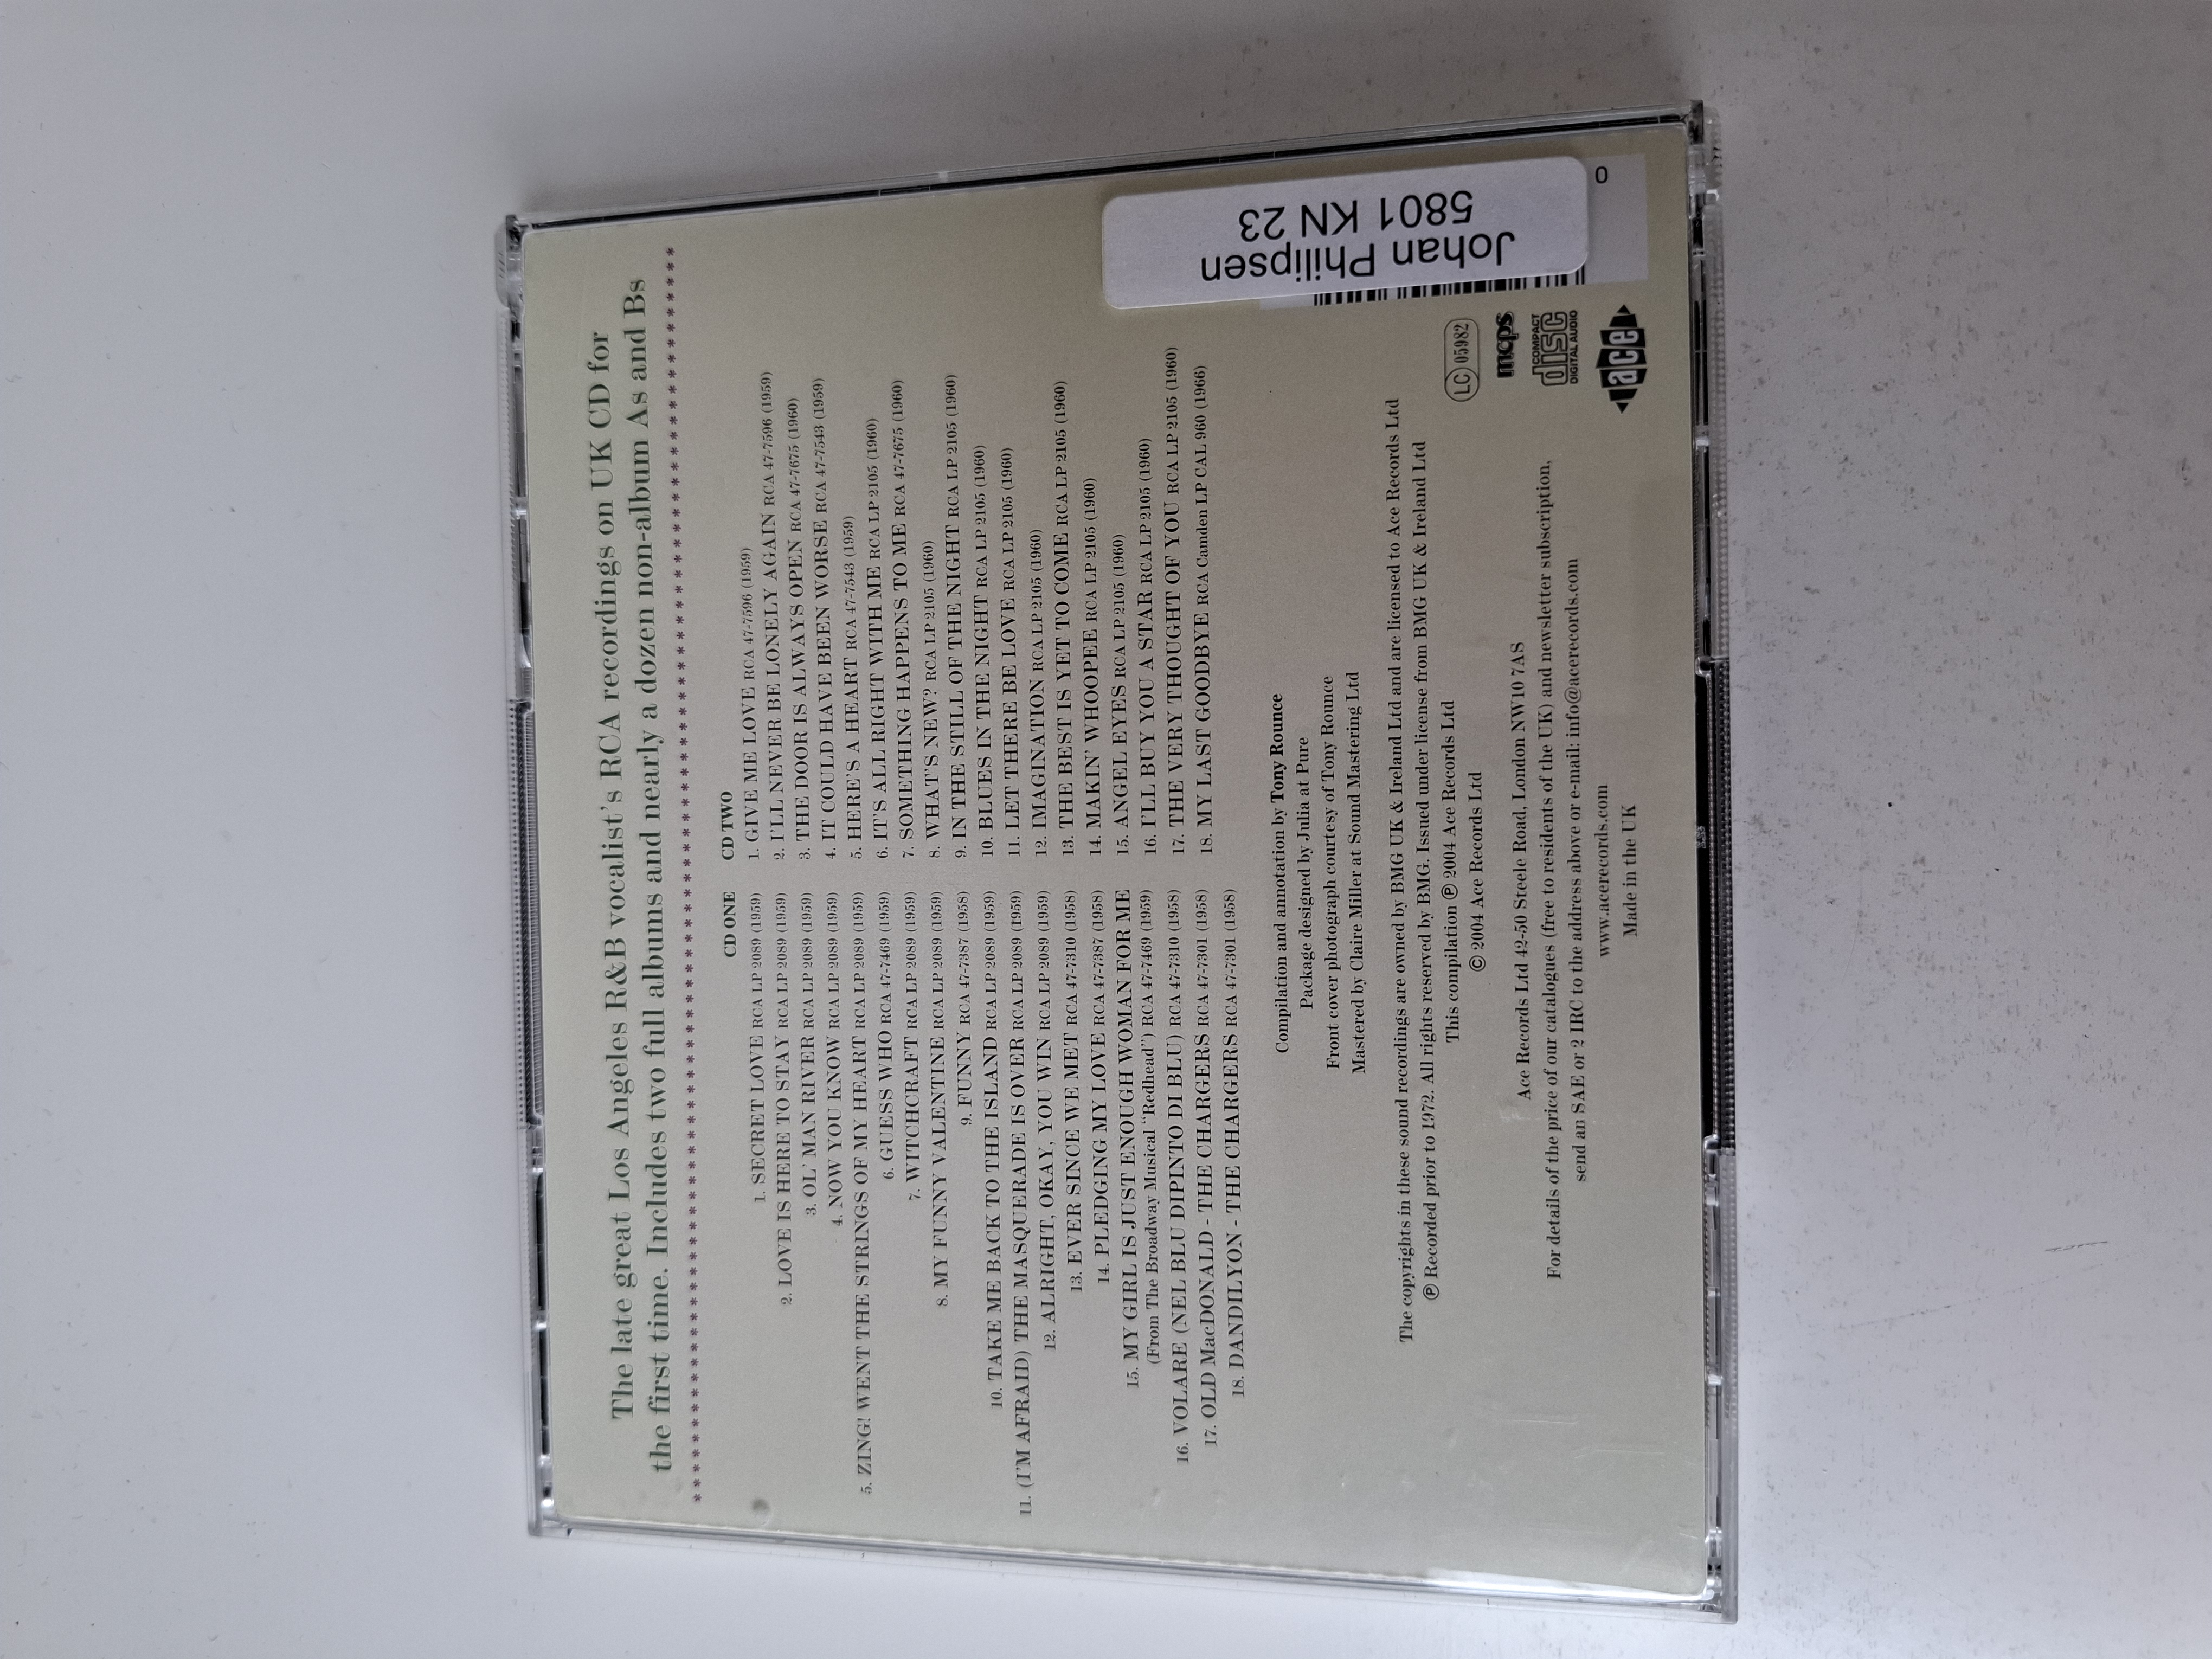 The late great Los Angeles R&B vocalist's RCA recordings on UK CD for
the first time. Includes two full albums and nearly a dozen non-album As and Bs
CD ONE
1. SECRET LOVE RCA LP 2089 (1959)
2. LOVE IS HERE TO STAY RCA LP 2089 (1959)
3. OL' MAN RIVER RCA LP 2089 (1959)
4. NOW YOU KNOW RCA LP 2089 (1959)
5. ZING! WENT THE STRINGS OF MY HEART RCA LP 2089 (1959)
6. GUESS WHO RCA 47-7469 (1959)
7. WITCHCRAFT RCA LP 2089 (1959)
8. MY FUNNY VALENTINE RCA LP 2089 (1959)
9. FUNNY RCA 47-7387 (1958)
10. TAKE ME BACK TO THE ISLAND RCA LP 2089 (1959)
11. (I'M AFRAID) THE MASQUERADE IS OVER RCA LP 2089 (1959)
12. ALRIGHT, OKAY, YOU WIN RCA LP 2089 (1959)
13. EVER SINCE WE MET RCA 47-7310 (1958)
14. PLEDGING MY LOVE RCA 47-7387 (1958)
15. MY GIRL IS JUST ENOUGH WOMAN FOR ME
(From The Broadway Musical "Redhead") RCA 47-7469 (1959)
16. VOLARE (NEL BLU DIPINTO DI BLU) RCA 47-7310 (1958)
17. OLD MacDONALD - THE CHARGERS RCA 47-7301 (1958)
18. DANDILYON - THE CHARGERS RCA 47-7301 (1958)
CD TWO
1. GIVE ME LOVE RCA 47-7596 (1959)
2. I'LL NEVER BE LONELY AGAIN RCA 47-7596 (1959)
3. THE DOOR IS ALWAYS OPEN RCA 47-7675 (1960)
4. IT COULD HAVE BEEN WORSE RCA 47-7543 (1959)
5. HERE'S A HEART RCA 47-7543 (1959)
6. IT'S ALL RIGHT WITH ME RCA LP 2105 (1960)
7. SOMETHING HAPPENS TO ME RCA 47-7675 (1960)
8. WHAT'S NEW? RCA LP 2105 (1960)
9. IN THE STILL OF THE NIGHT RCA LP 2105 (1960)
10. BLUES IN THE NIGHT RCA LP 2105 (1960)
11. LET THERE BE LOVE RCA LP 2105 (1960)
12. IMAGINATION RCA LP 2105 (1960)
13. THE BEST IS YET TO COME RCA LP 2105 (1960)
14. MAKIN' WHOOPEE RCA LP 2105 (1960)
15. ANGEL EYES RCA LP 2105 (1960)
16. I'LL BUY YOU A STAR RCA LP 2105 (1960)
17. THE VERY THOUGHT OF YOU RCA LP 2105 (1960)
18. MY LAST GOODBYE RCA Camden LP CAL 960 (1966)
Compilation and annotation by Tony Rounce
Package designed by Julia at Pure
Front cover photograph courtesy of Tony Rounce
Mastered by Claire Miller at Sound Mastering Ltd
The copyrights in these sound recordings are owned by BMG UK & Ireland Ltd and are licensed to Ace Records Ltd
℗ Recorded prior to 1972. All rights reserved by BMG. Issued under license from BMG UK & Ireland Ltd
This compilation ℗ 2004 Ace Records Ltd
© 2004 Ace Records Ltd
Ace Records Ltd 42-50 Steele Road, London NW10 7AS
For details of the price of our catalogues (free to residents of the UK) and newsletter subscription,
send an SAE or 2 IRC to the address above or e-mail: info@acerecords.com
www.acerecords.com
Made in the UK
LC 05982
mcps
COMPACT
disc
DIGITAL AUDIO
ace
Johan Philipsen
5801 KN 23
0